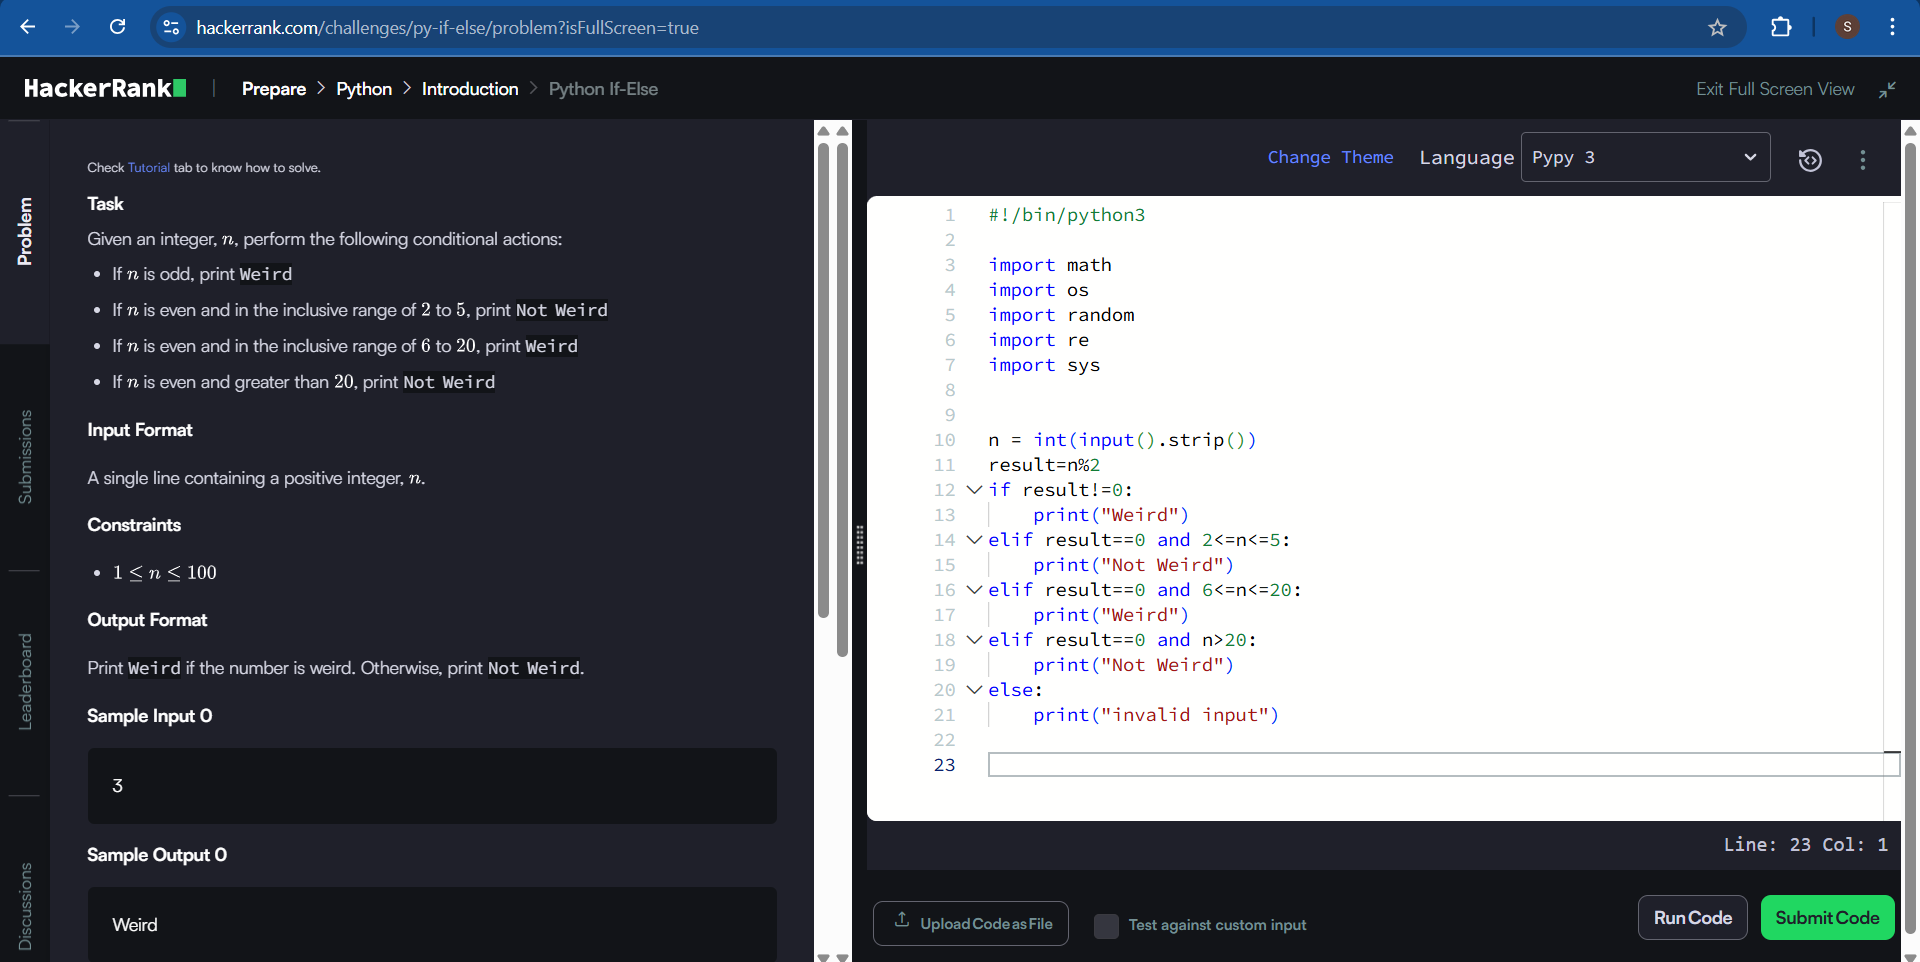 hackerrank.com/challenges/py-if-else/problem?isFullScreen=true
S
HackerRank
Prepare > Python > Introduction > Python If-Else
Exit Full Screen View
Problem
Submissions
Leaderboard
Discussions
Check Tutorial tab to know how to solve.
Task
Given an integer, n, perform the following conditional actions:
• If n is odd, print Weird
• If n is even and in the inclusive range of 2 to 5, print Not Weird
• If n is even and in the inclusive range of 6 to 20, print Weird
• If n is even and greater than 20, print Not Weird
Input Format
A single line containing a positive integer, n.
Constraints
• 1 ≤ n ≤ 100
Output Format
Print Weird if the number is weird. Otherwise, print Not Weird.
Sample Input 0
3
Sample Output 0
Weird
Change Theme
Language
Pypy 3
1 #!/bin/python3
2
3 import math
4 import os
5 import random
6 import re
7 import sys
8
9
10 n = int(input().strip())
11 result=n%2
12 if result!=0:
13     print("Weird")
14 elif result==0 and 2<=n<=5:
15     print("Not Weird")
16 elif result==0 and 6<=n<=20:
17     print("Weird")
18 elif result==0 and n>20:
19     print("Not Weird")
20 else:
21     print("invalid input")
22
23
Line: 23 Col: 1
Upload Code as File
Test against custom input
Run Code
Submit Code